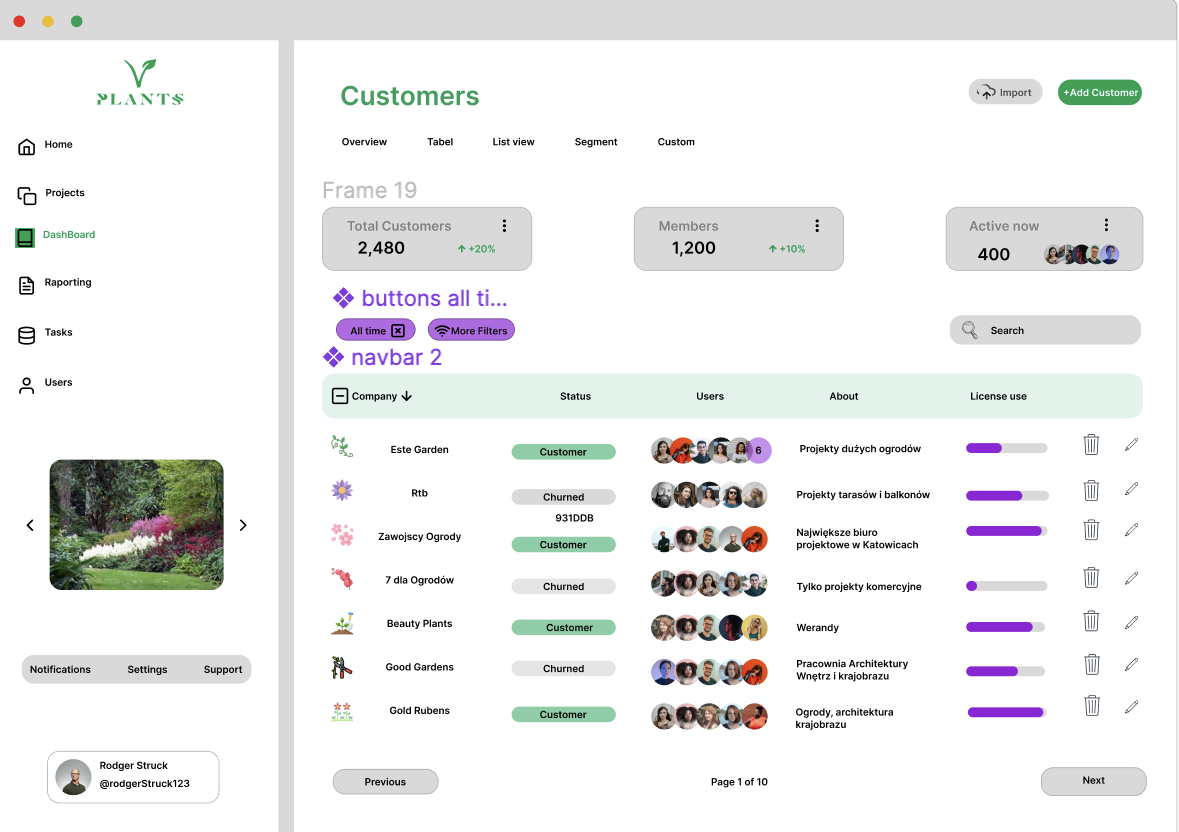 PLANTS
Home
Projects
DashBoard
Raporting
Tasks
Users
Notifications Settings Support
Rodger Struck
@rodgerStruck123
Customers
Import
+Add Customer
Overview Tabel List view Segment Custom
Frame 19
Total Customers
2,480 +20%
Members
1,200 +10%
Active now
400
buttons all ti...
All time More Filters
Search
navbar 2
Company Status Users About License use
Este Garden Customer 6 Projekty dużych ogrodów
Rtb Churned Projekty tarasów i balkonów
931DDB
Zawojscy Ogrody Customer Największe biuro
projektowe w Katowicach
7 dla Ogrodów Churned Tylko projekty komercyjne
Beauty Plants Customer Werandy
Good Gardens Churned Pracownia Architektury
Wnętrz i krajobrazu
Gold Rubens Customer Ogrody, architektura
krajobrazu
Previous Page 1 of 10 Next